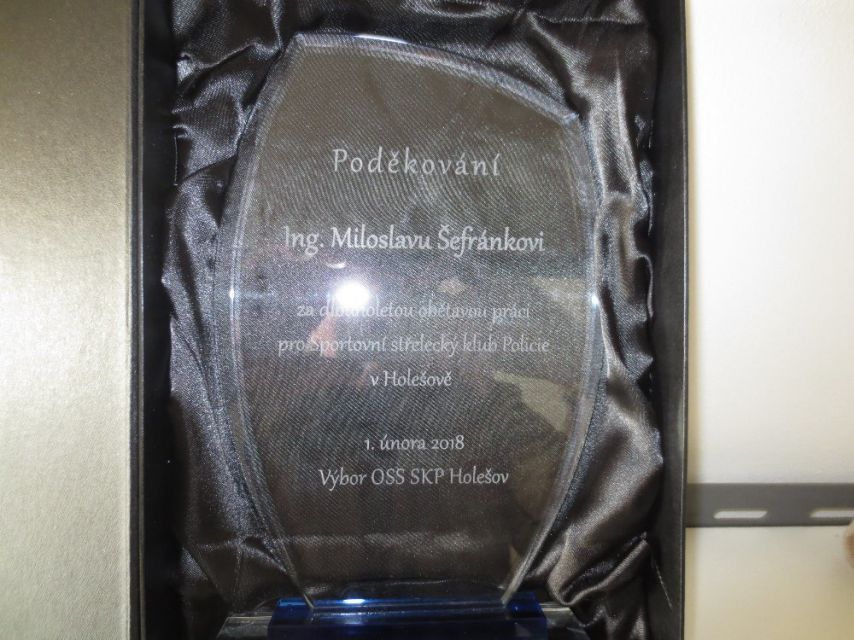 Poděkování
Ing. Miloslavu Šefránkovi
za dlouholetou obětavou práci
pro Sportovní střelecký klub Policie
v Holešově
1. února 2018
Výbor OSS SKP Holešov